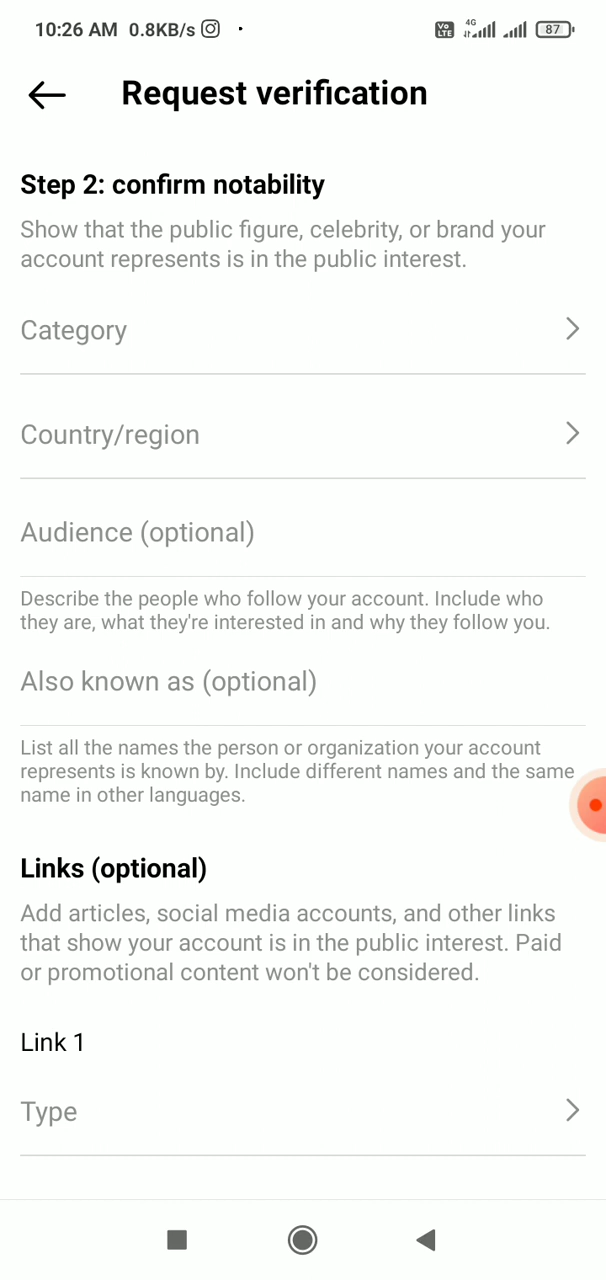 10:26 AM 0.8KB/s
Vo LTE 4G 87
Request verification
Step 2: confirm notability
Show that the public figure, celebrity, or brand your
account represents is in the public interest.
Category
Country/region
Audience (optional)
Describe the people who follow your account. Include who
they are, what they're interested in and why they follow you.
Also known as (optional)
List all the names the person or organization your account
represents is known by. Include different names and the same
name in other languages.
Links (optional)
Add articles, social media accounts, and other links
that show your account is in the public interest. Paid
or promotional content won't be considered.
Link 1
Type